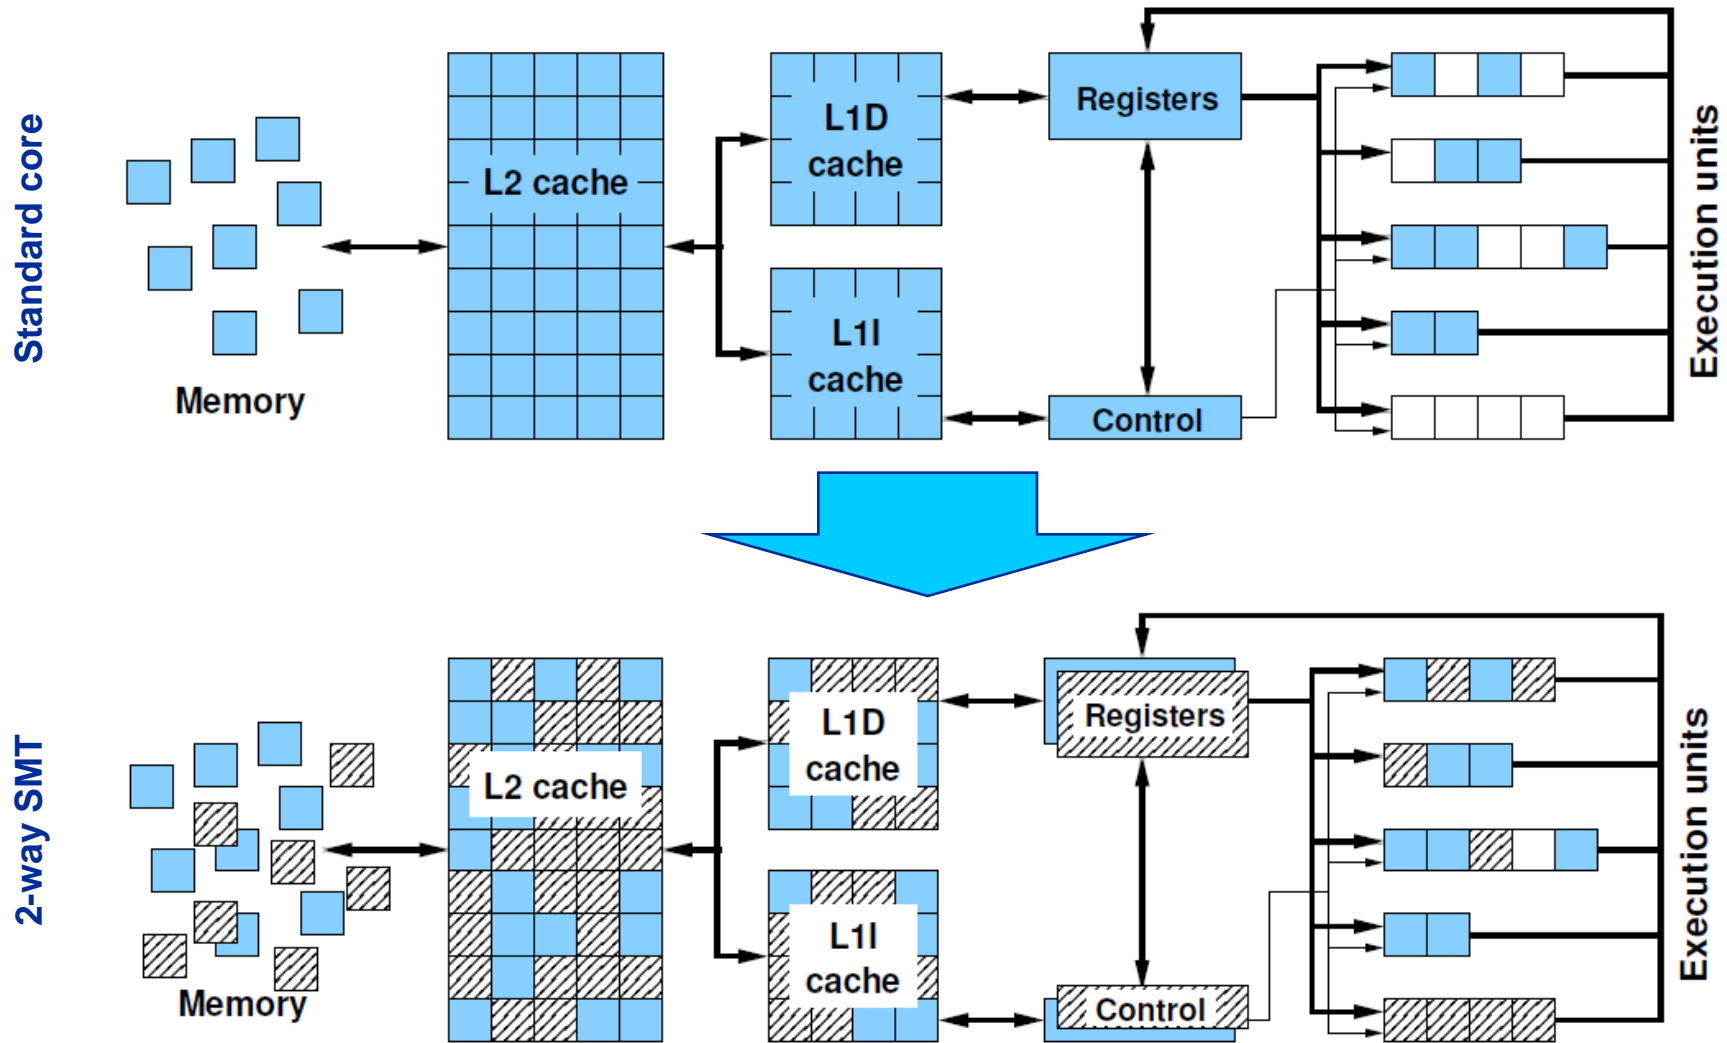 Standard core
Memory
L2 cache
L1D
cache
L1I
cache
Registers
Control
Execution units
2-way SMT
Memory
L2 cache
L1D
cache
L1I
cache
Registers
Control
Execution units